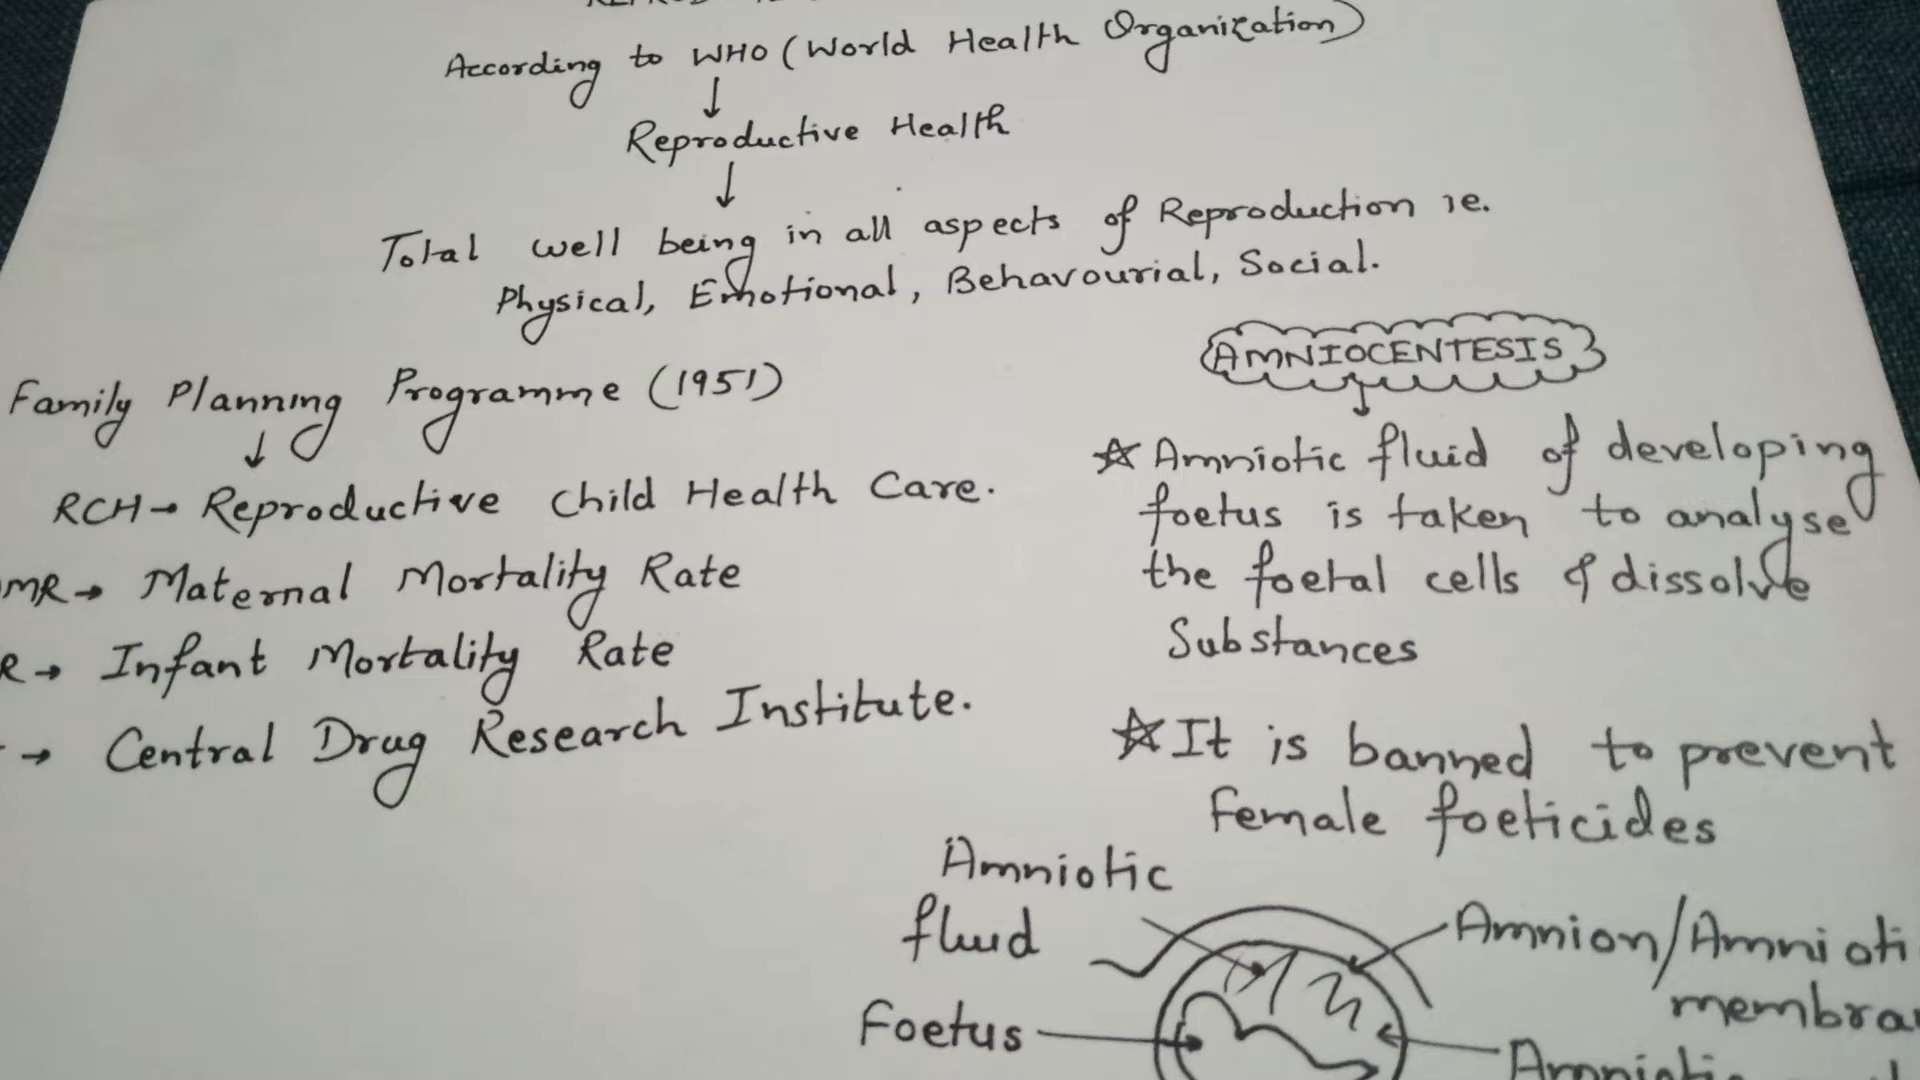 According to WHO (World Health Organization)
↓
Reproductive Health
↓
Total well being in all aspects of Reproduction ie.
Physical, Emotional, Behavourial, Social.
Family Planning Programme (1951)
↓
RCH → Reproductive Child Health Care.
MR → Maternal Mortality Rate
R → Infant Mortality Rate
→ Central Drug Research Institute.
AMNIOCENTESIS
↓
☆ Amniotic fluid of developing
foetus is taken to analyse
the foetal cells & dissolve
Substances
☆ It is banned to prevent
Female foeticides
Amniotic
fluid
Amnion/Amnioti
membra
Foetus